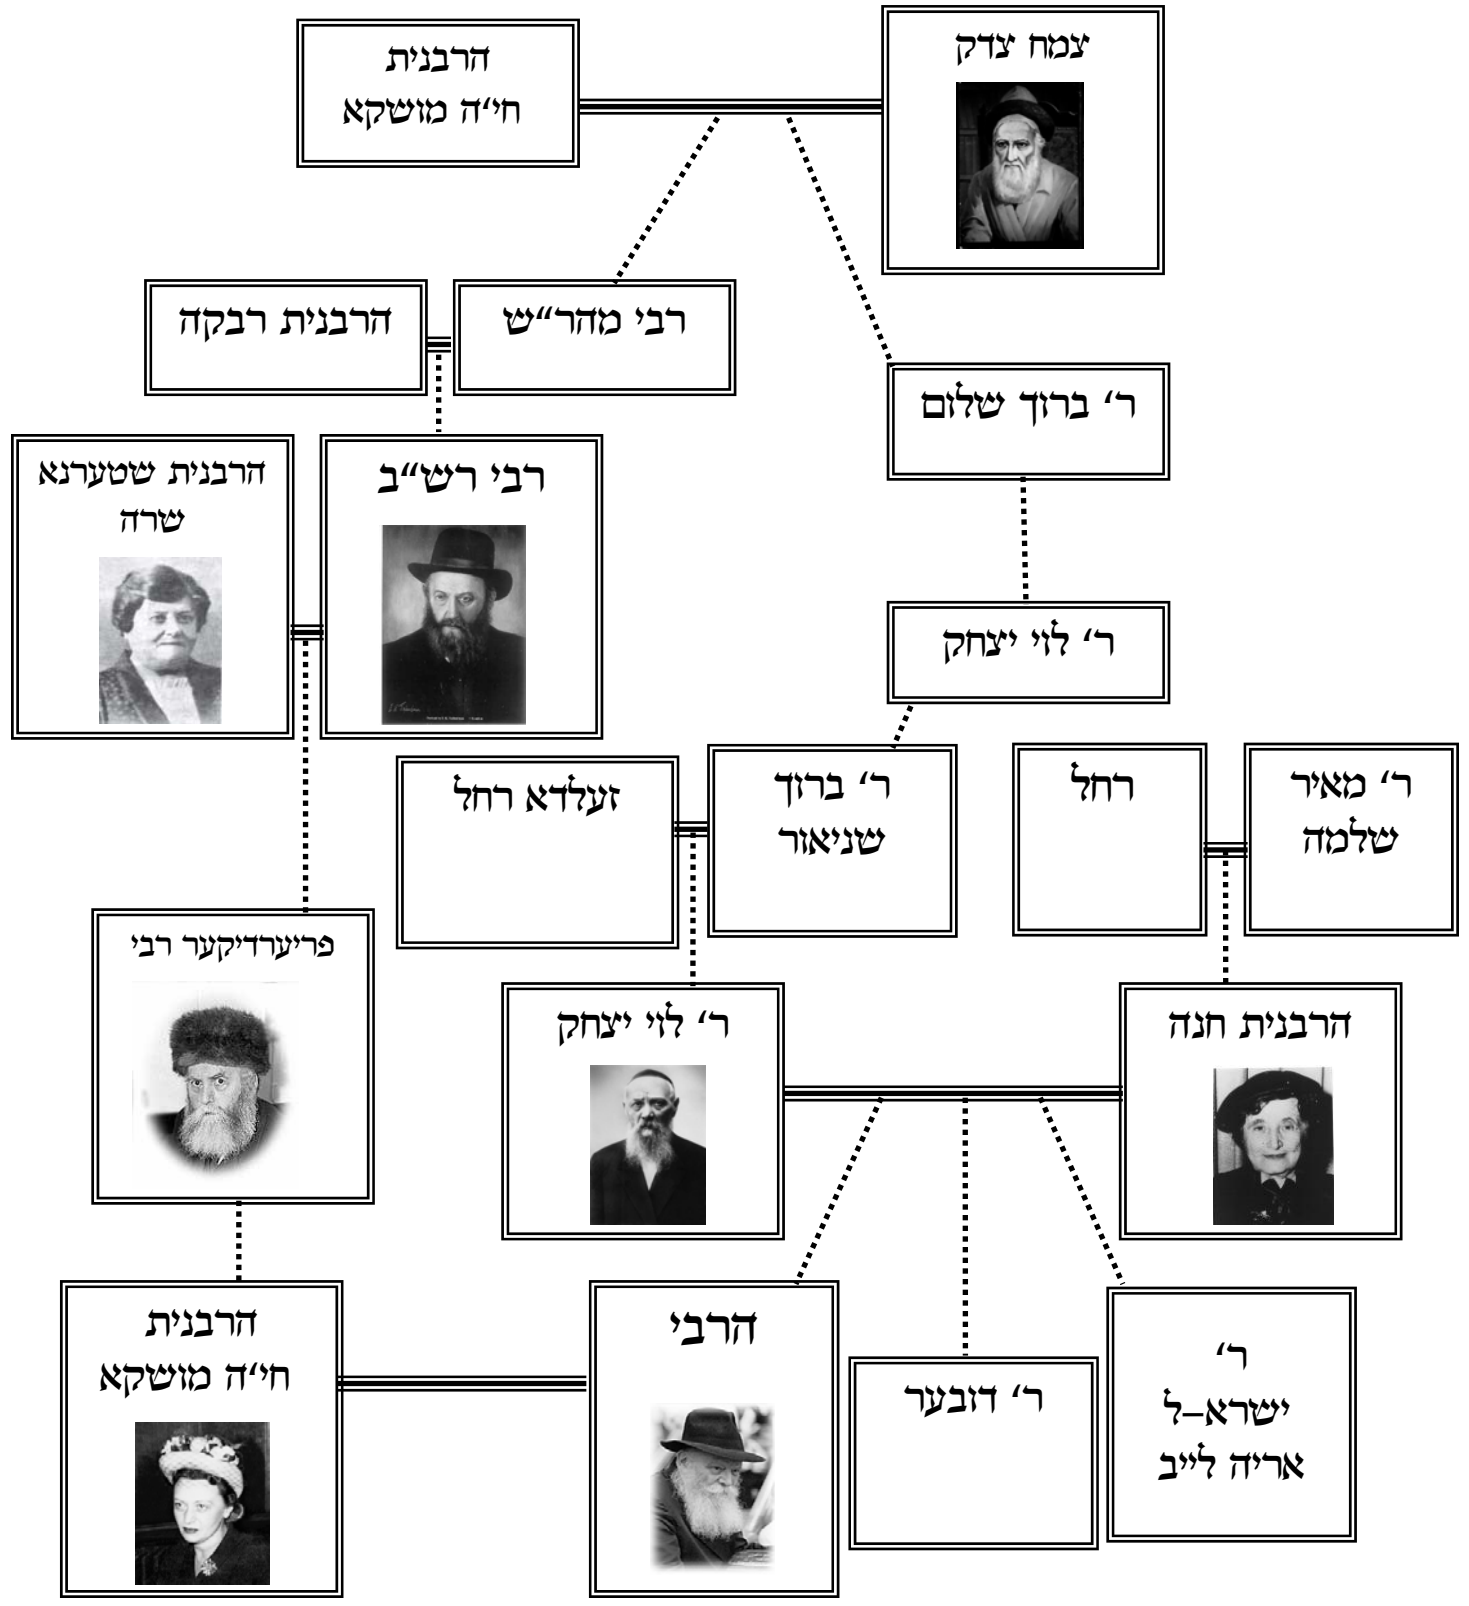 צמח צדק
הרבנית
חי׳ה מושקא
רבי מהר״ש
הרבנית רבקה
ר׳ ברוך שלום
רבי רש״ב
הרבנית שטערנא
שרה
ר׳ לוי יצחק
ר׳ מאיר
שלמה
רחל
ר׳ ברוך
שניאור
זעלדא רחל
פריערדיקער רבי
הרבנית חנה
ר׳ לוי יצחק
ר׳
ישרא–ל
אריה לייב
ר׳ דובער
הרבי
הרבנית
חי׳ה מושקא